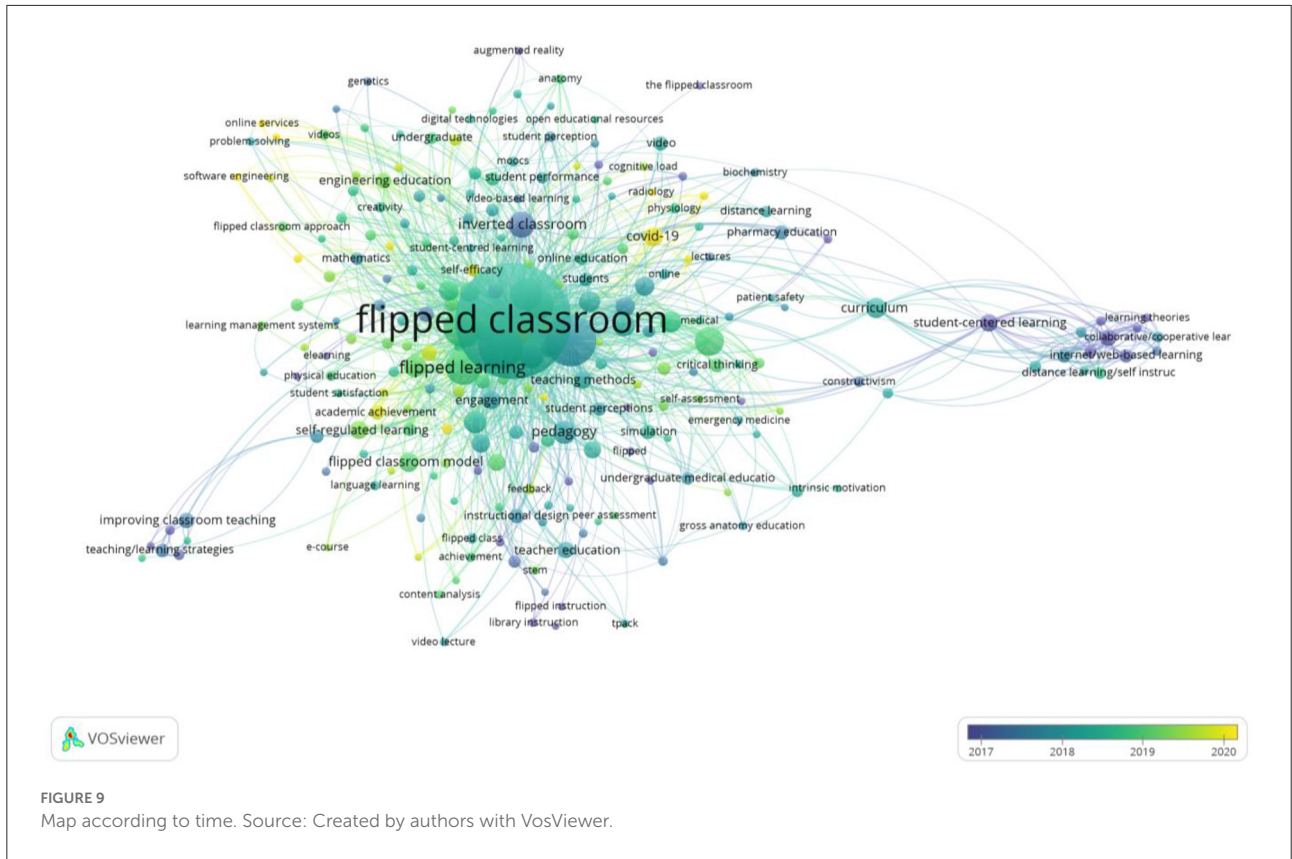 augmented reality
genetics
anatomy
the flipped classroom
online services
digital technologies
open educational resources
problem-solving
videos
undergraduate
student perception
video
moocs
software engineering
engineering education
student performance
cognitive load
biochemistry
radiology
creativity
video-based learning
physiology
distance learning
flipped classroom approach
inverted classroom
covid-19
pharmacy education
student-centred learning
mathematics
online education
lectures
self-efficacy
students
online
patient safety
curriculum
flipped classroom
medical
student-centered learning
learning theories
learning management systems
collaborative/cooperative lear
elearning
internet/web-based learning
flipped learning
critical thinking
distance learning/self instruc
physical education
teaching methods
constructivism
student satisfaction
engagement
self-assessment
academic achievement
student perceptions
emergency medicine
self-regulated learning
pedagogy
simulation
flipped
flipped classroom model
undergraduate medical educatio
language learning
feedback
intrinsic motivation
improving classroom teaching
instructional design
peer assessment
gross anatomy education
flipped class
teaching/learning strategies
e-course
achievement
teacher education
stem
content analysis
flipped instruction
library instruction
tpack
video lecture
VOSviewer
2017 2018 2019 2020
FIGURE 9
Map according to time. Source: Created by authors with VosViewer.